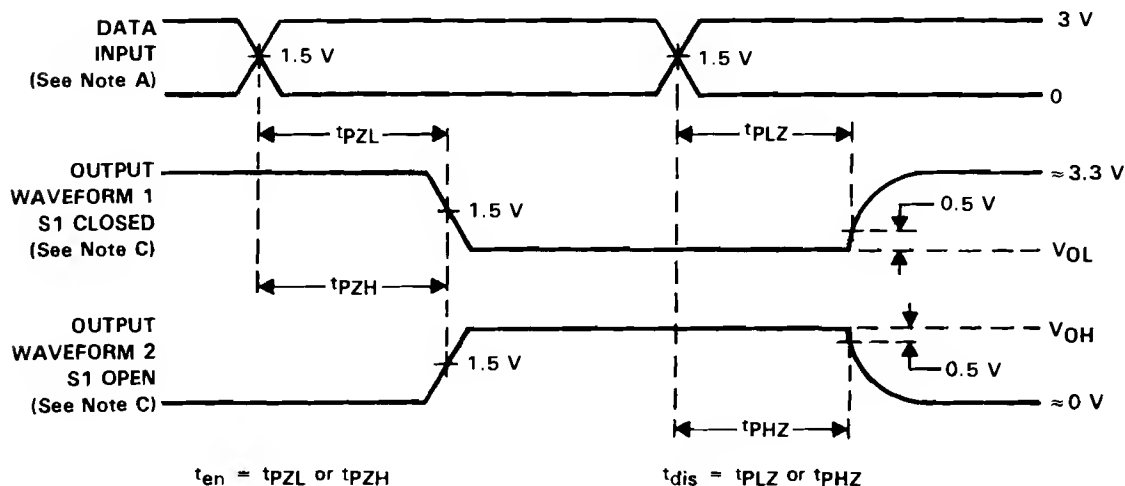 DATA
INPUT
(See Note A)
1.5 V
1.5 V
3 V
0
tPZL
tPLZ
OUTPUT
WAVEFORM 1
S1 CLOSED
(See Note C)
1.5 V
≈3.3 V
0.5 V
VOL
tPZH
OUTPUT
WAVEFORM 2
S1 OPEN
(See Note C)
1.5 V
VOH
0.5 V
≈0 V
tPHZ
ten = tPZL or tPZH
tdis = tPLZ or tPHZ